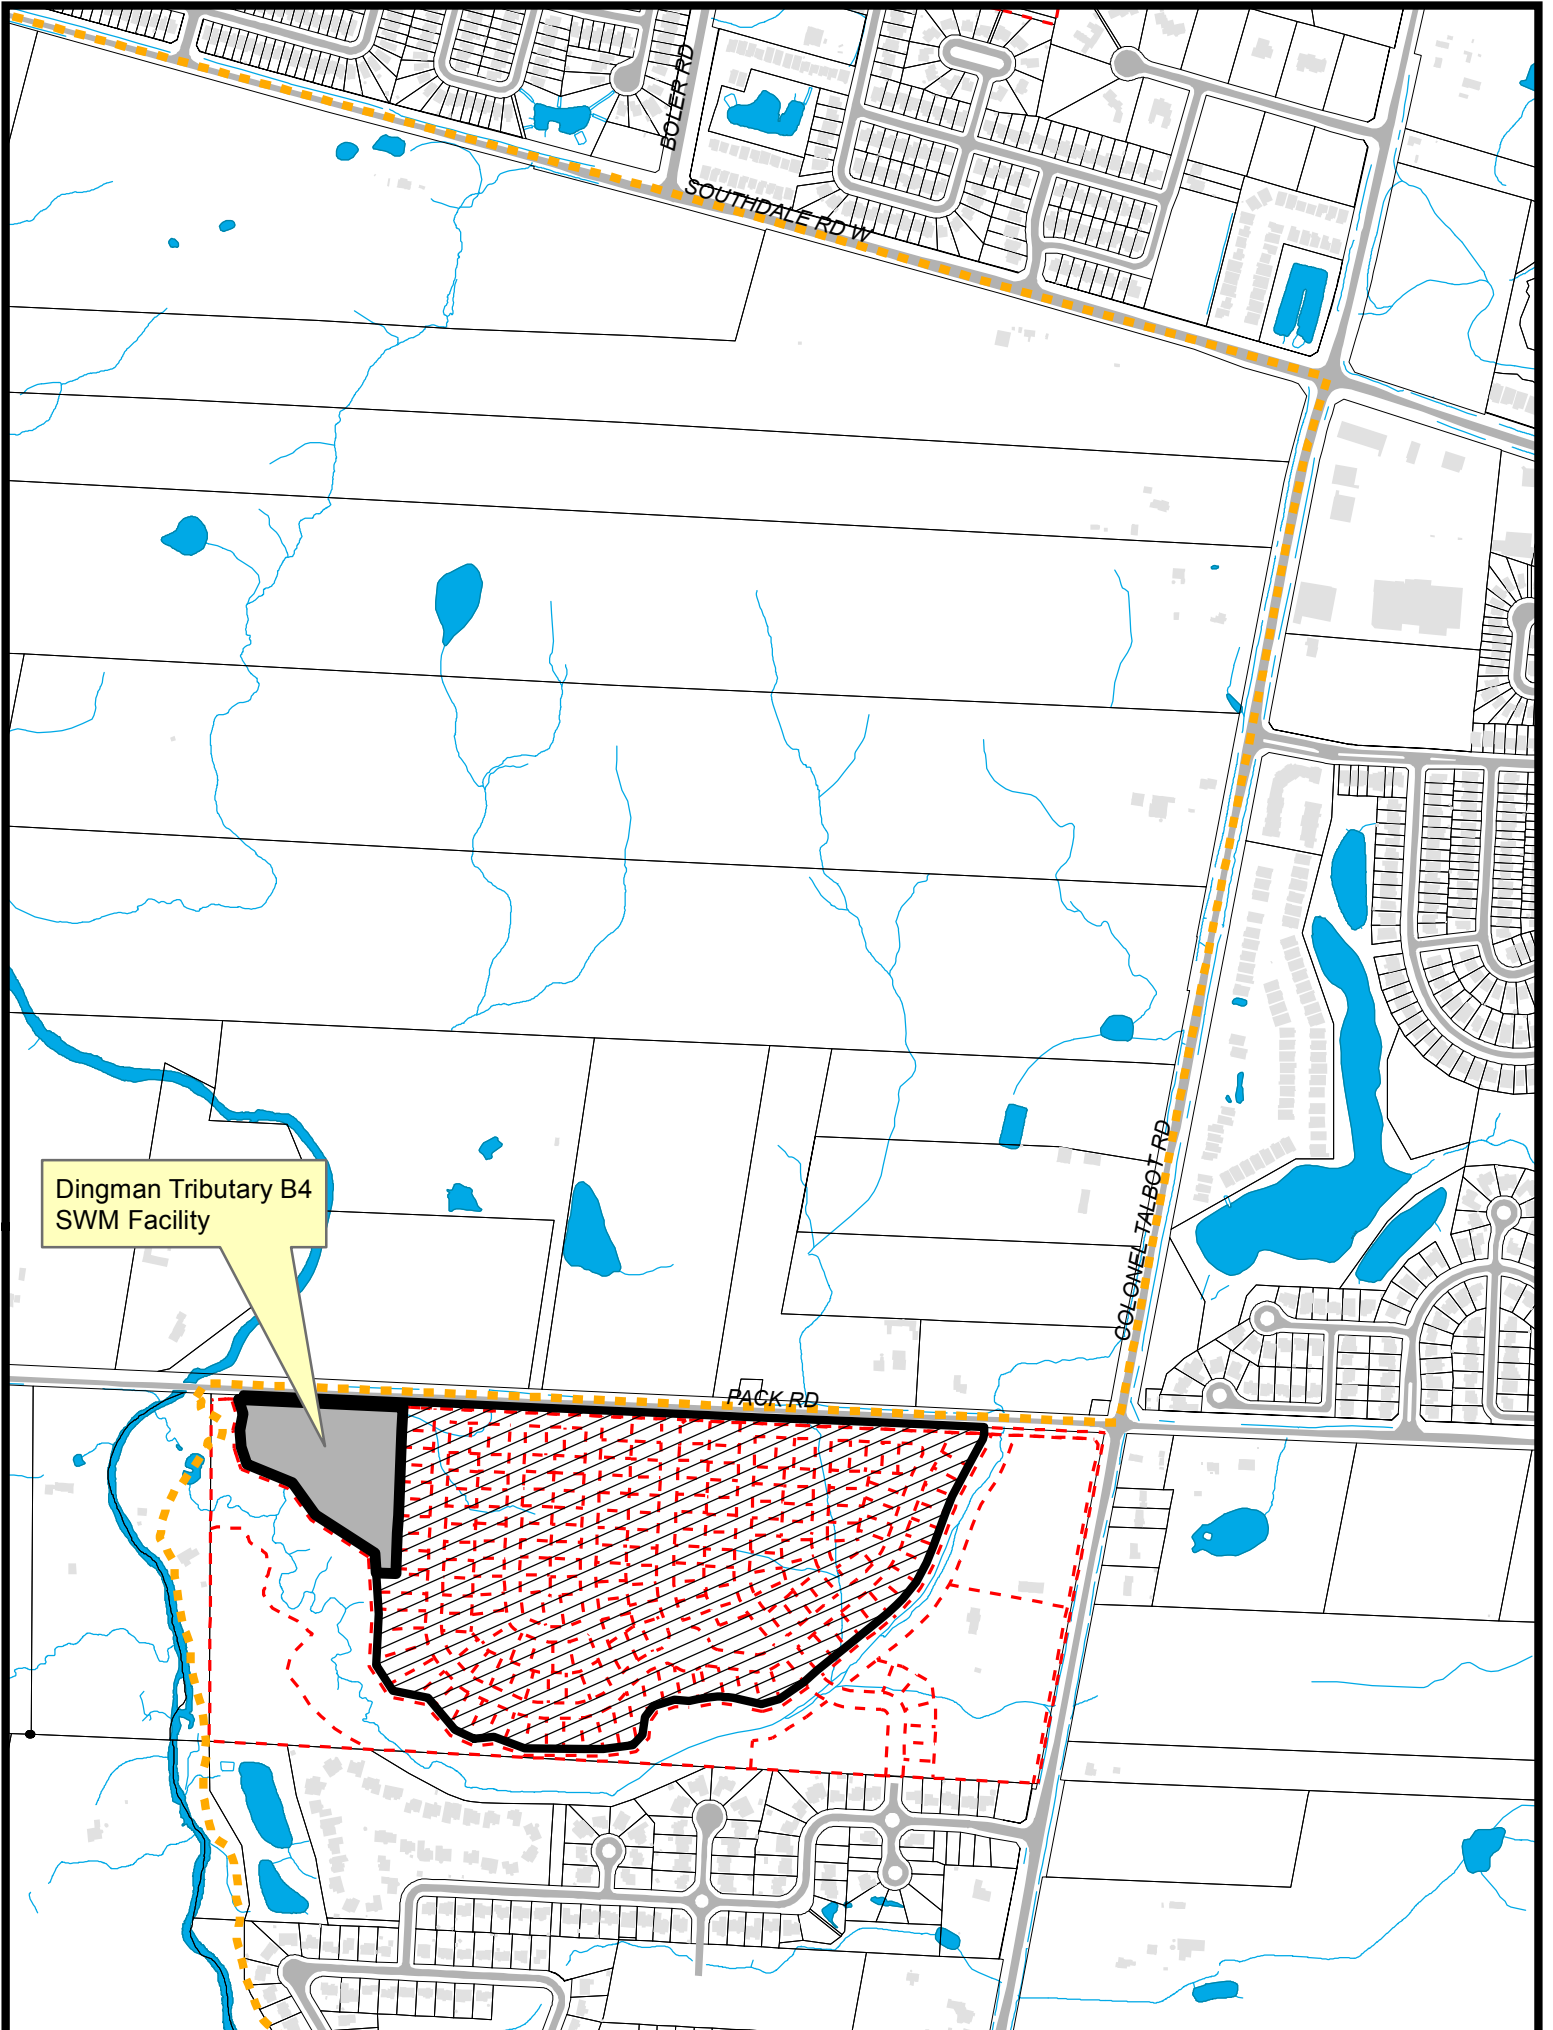 BOLER RD
SOUTHDALE RD W
COLONEL TALBOT RD
Dingman Tributary B4
SWM Facility
PACK RD